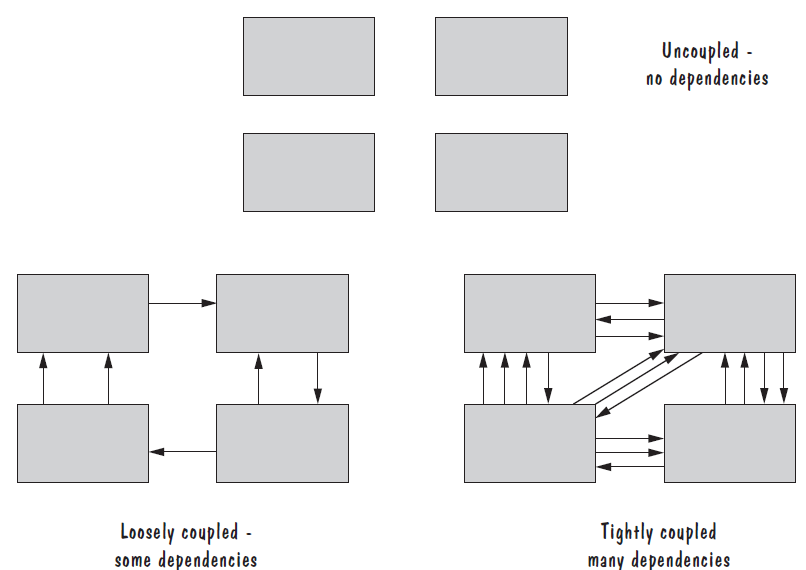 Uncoupled -
no dependencies
Loosely coupled -
some dependencies
Tightly coupled
many dependencies